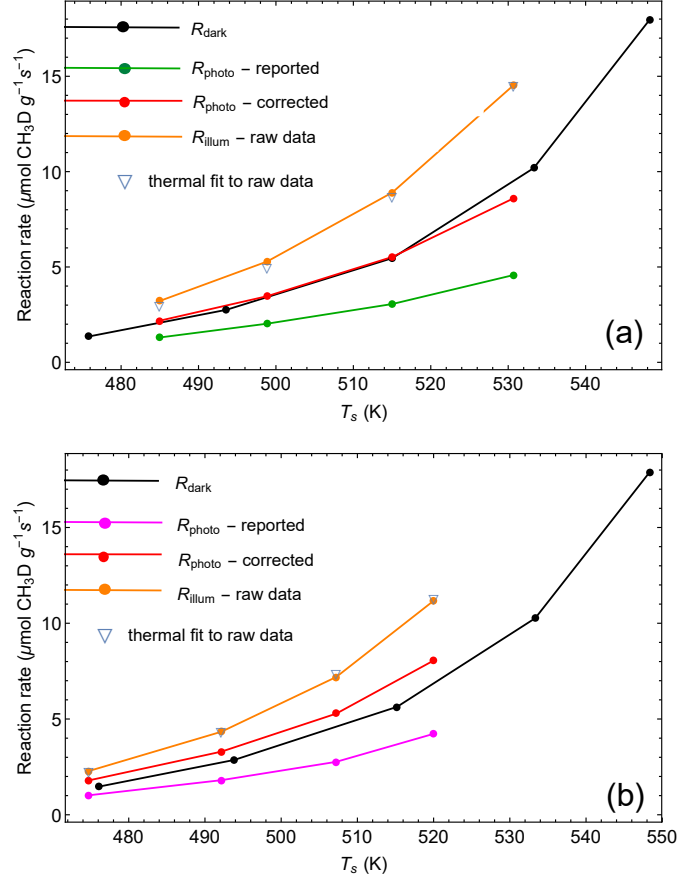 R_dark
R_photo – reported
R_photo – corrected
R_illum – raw data
thermal fit to raw data
(a)
Reaction rate (μmol CH₃D g⁻¹s⁻¹)
0
5
10
15
480
490
500
510
520
530
540
T_s (K)
R_dark
R_photo – reported
R_photo – corrected
R_illum – raw data
thermal fit to raw data
(b)
Reaction rate (μmol CH₃D g⁻¹s⁻¹)
0
5
10
15
480
490
500
510
520
530
540
550
T_s (K)